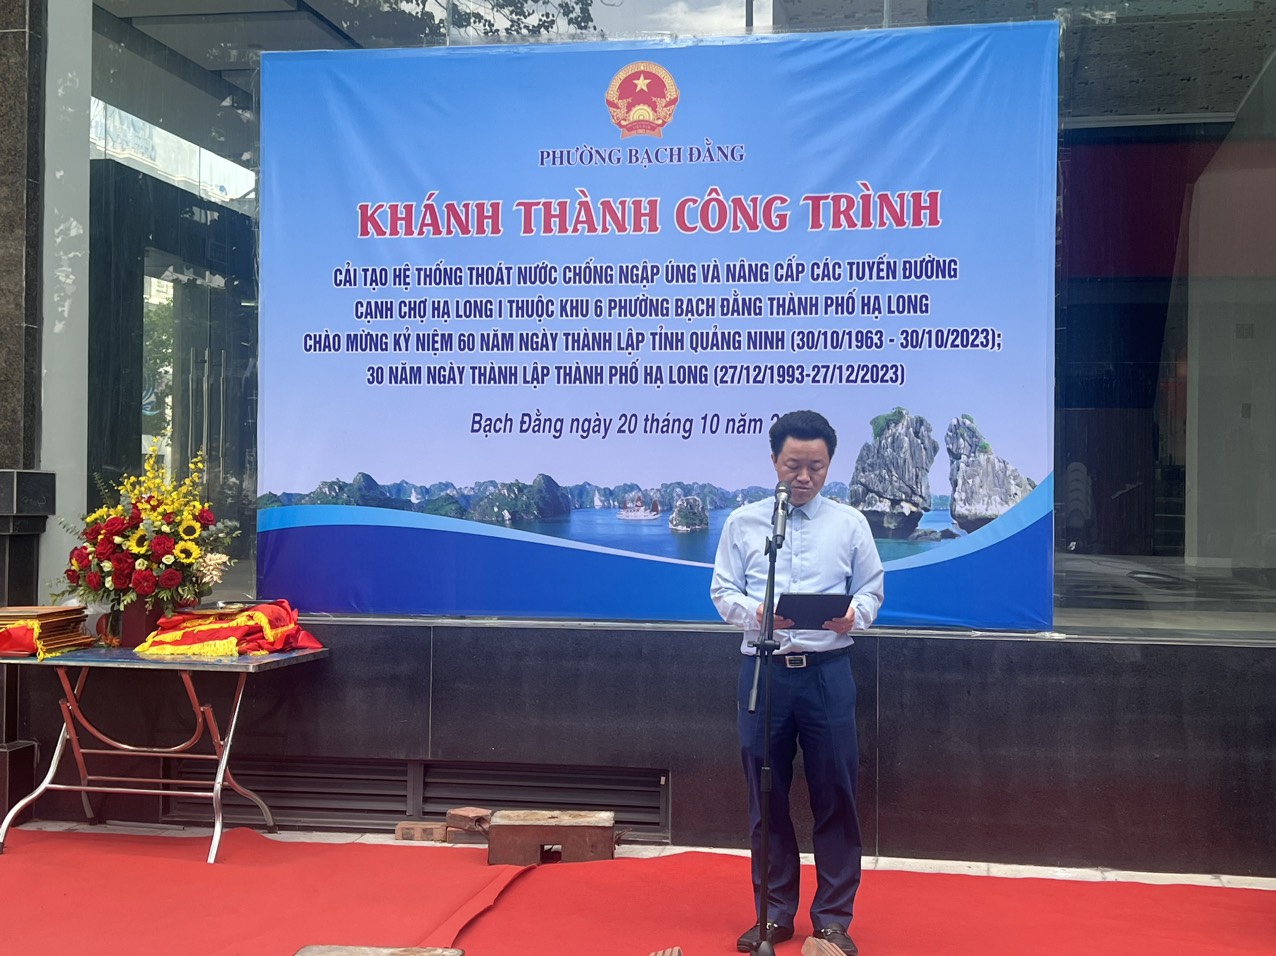 PHƯỜNG BẠCH ĐẰNG
KHÁNH THÀNH CÔNG TRÌNH
CẢI TẠO HỆ THỐNG THOÁT NƯỚC CHỐNG NGẬP ÚNG VÀ NÂNG CẤP CÁC TUYẾN ĐƯỜNG
CẠNH CHỢ HẠ LONG I THUỘC KHU 6 PHƯỜNG BẠCH ĐẰNG THÀNH PHỐ HẠ LONG
CHÀO MỪNG KỶ NIỆM 60 NĂM NGÀY THÀNH LẬP TỈNH QUẢNG NINH (30/10/1963 - 30/10/2023);
30 NĂM NGÀY THÀNH LẬP THÀNH PHỐ HẠ LONG (27/12/1993-27/12/2023)
Bạch Đằng ngày 20 tháng 10 năm 2